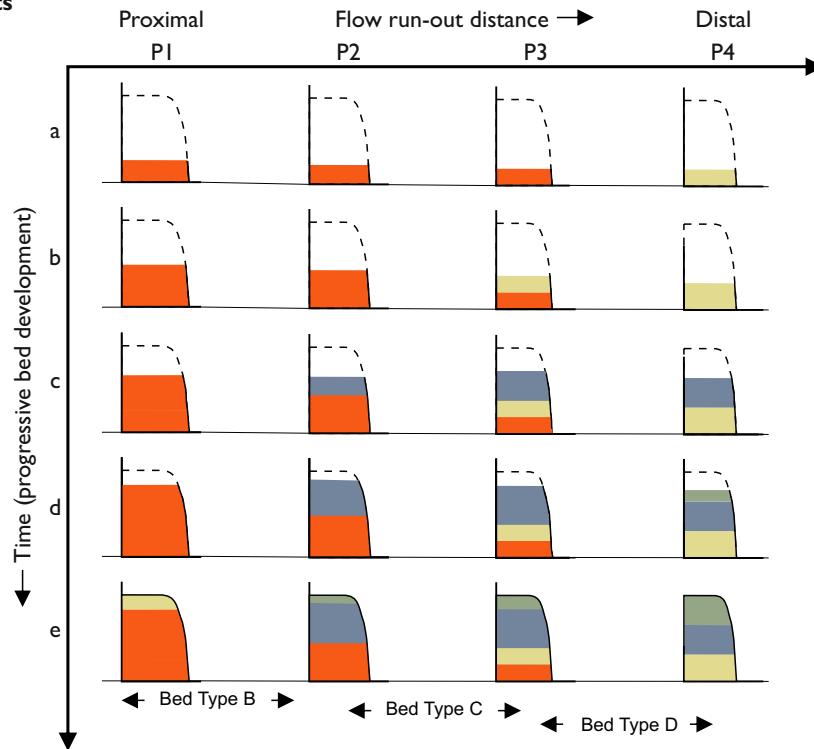 ts
Proximal Flow run-out distance Distal
P1 P2 P3 P4
a
b
c
d
e
Time (progressive bed development)
Bed Type B
Bed Type C
Bed Type D